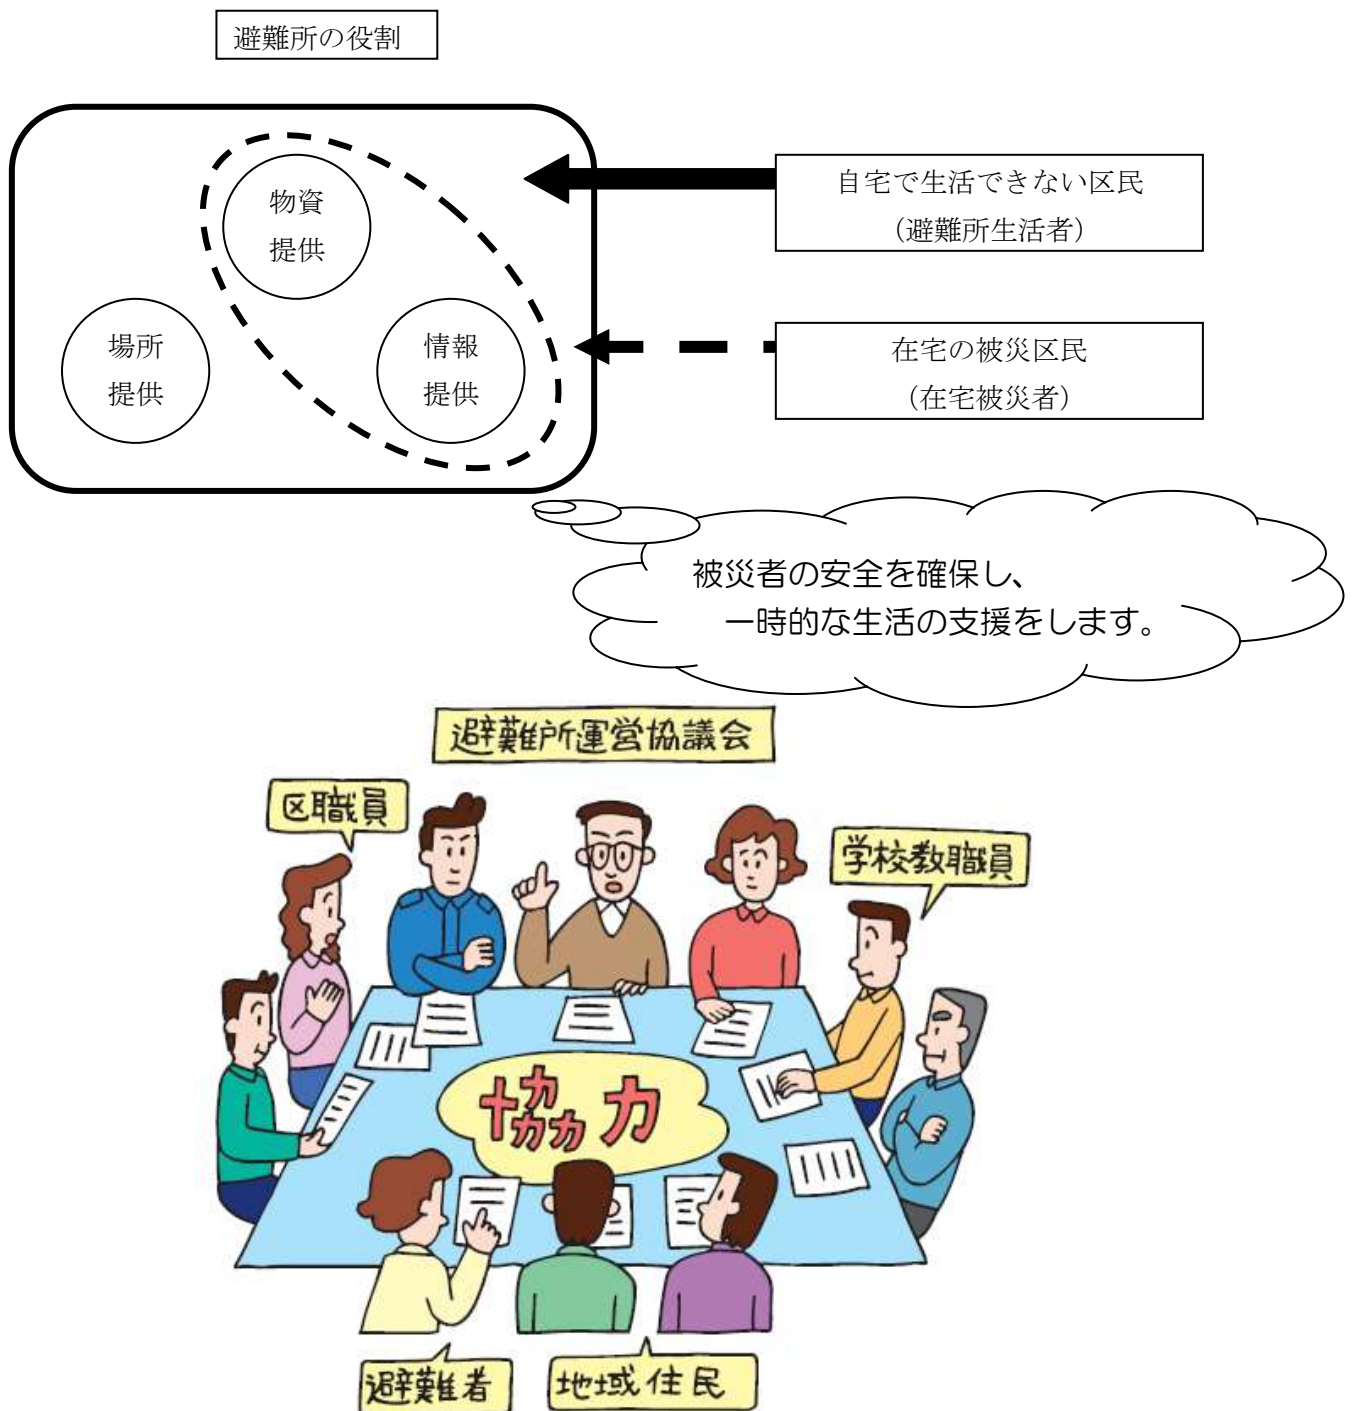 避難所の役割
物資
提供
場所
提供
情報
提供
自宅で生活できない区民
（避難所生活者）
在宅の被災区民
（在宅被災者）
被災者の安全を確保し、
一時的な生活の支援をします。
避難所運営協議会
区職員
学校教職員
協力
避難者
地域住民